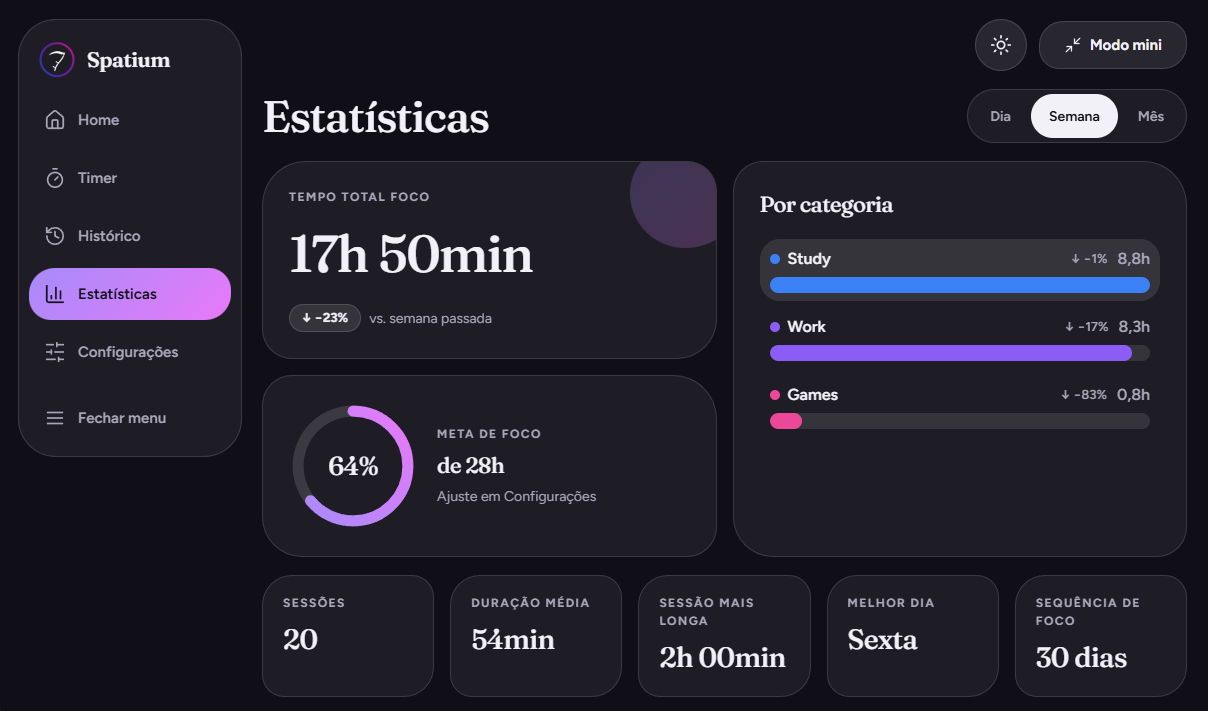 Spatium
Home
Timer
Histórico
Estatísticas
Configurações
Fechar menu
Modo mini
Estatísticas
Dia
Semana
Mês
TEMPO TOTAL FOCO
17h 50min
↓ -23% vs. semana passada
META DE FOCO
64%
de 28h
Ajuste em Configurações
Por categoria
Study ↓ -1% 8,8h
Work ↓ -17% 8,3h
Games ↓ -83% 0,8h
SESSÕES
20
DURAÇÃO MÉDIA
54min
SESSÃO MAIS
LONGA
2h 00min
MELHOR DIA
Sexta
SEQUÊNCIA DE
FOCO
30 dias